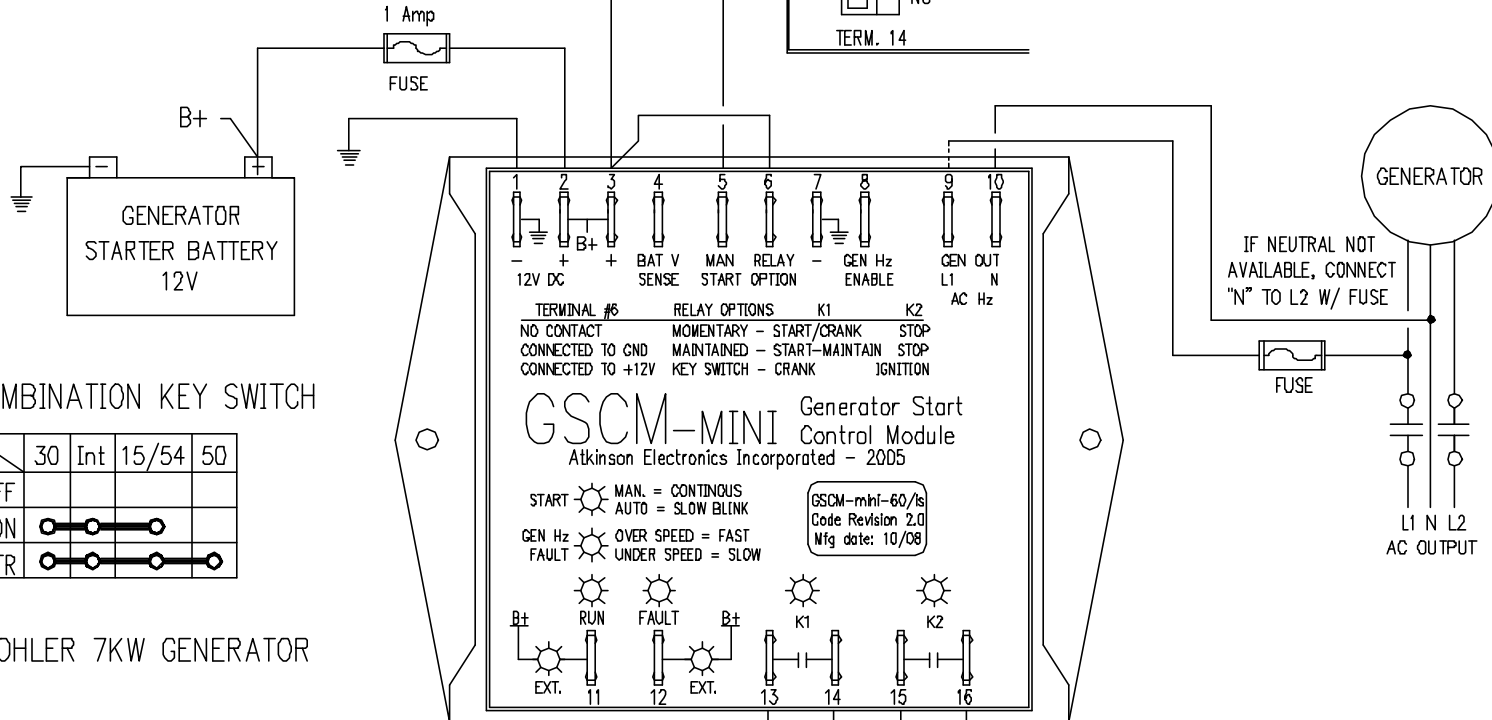 1 Amp
FUSE
TERM. 14
B+
-
+
GENERATOR
STARTER BATTERY
12V
GENERATOR
IF NEUTRAL NOT
AVAILABLE, CONNECT
"N" TO L2 W/ FUSE
FUSE
L1 N L2
AC OUTPUT
1 2 3 4 5 6 7 8 9 10
B+
- + + BAT V MAN RELAY - GEN Hz GEN OUT
12V DC SENSE START OPTION ENABLE L1 N
AC Hz
TERMINAL #6 RELAY OPTIONS K1 K2
NO CONTACT MOMENTARY - START/CRANK STOP
CONNECTED TO GND MAINTAINED - START-MAINTAIN STOP
CONNECTED TO +12V KEY SWITCH - CRANK IGNITION
GSCM-MINI Generator Start
Control Module
Atkinson Electronics Incorporated - 2005
START MAN. = CONTINOUS
AUTO = SLOW BLINK
GEN Hz OVER SPEED = FAST
FAULT UNDER SPEED = SLOW
GSCM-mini-60/ls
Code Revision 2.0
Mfg date: 10/08
B+ RUN FAULT B+ K1 K2
EXT. 11 12 EXT. 13 14 15 16
MBINATION KEY SWITCH
30 Int 15/54 50
FF
ON
TR
OHLER 7KW GENERATOR